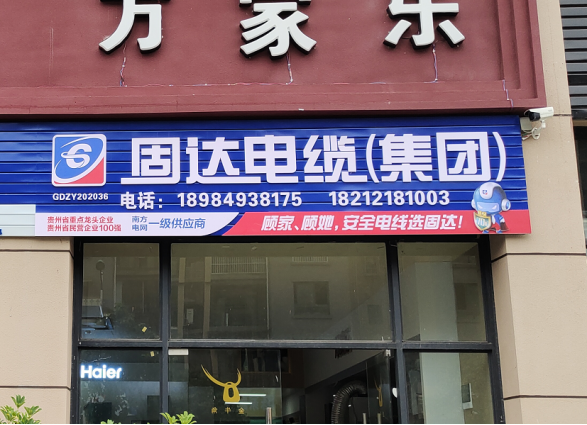 万家乐
固达电缆(集团)
GDZY202036
电话：18984938175 18212181003
贵州省重点龙头企业
贵州省民营企业100强
南方
电网
一级供应商
顾家、顾她,安全电线选固达!
Haier